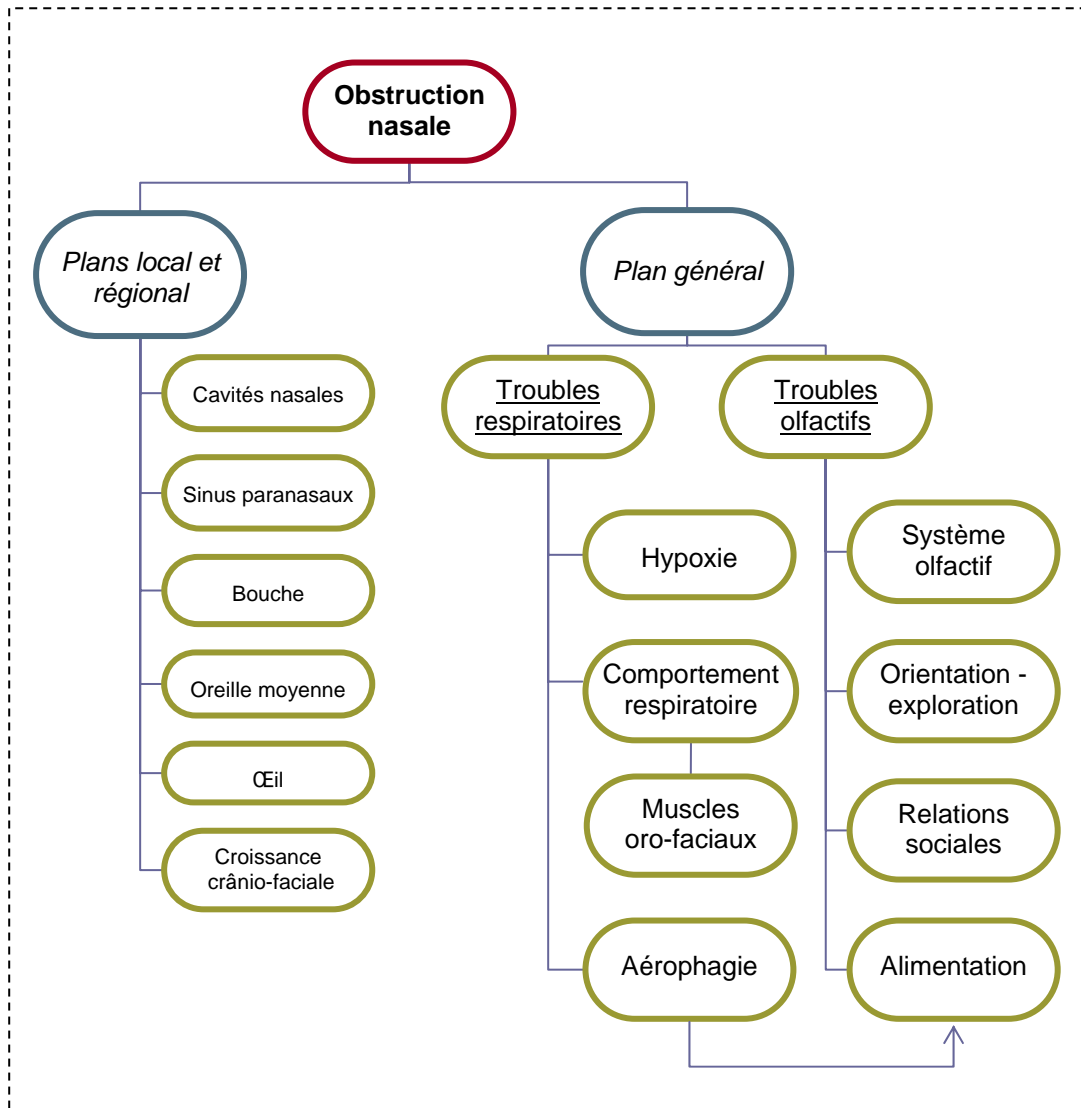 Obstruction
nasale
Plans local et
régional
Plan général
Cavités nasales
Sinus paranasaux
Bouche
Oreille moyenne
Œil
Croissance
crânio-faciale
Troubles
respiratoires
Hypoxie
Comportement
respiratoire
Muscles
oro-faciaux
Aérophagie
Troubles
olfactifs
Système
olfactif
Orientation -
exploration
Relations
sociales
Alimentation